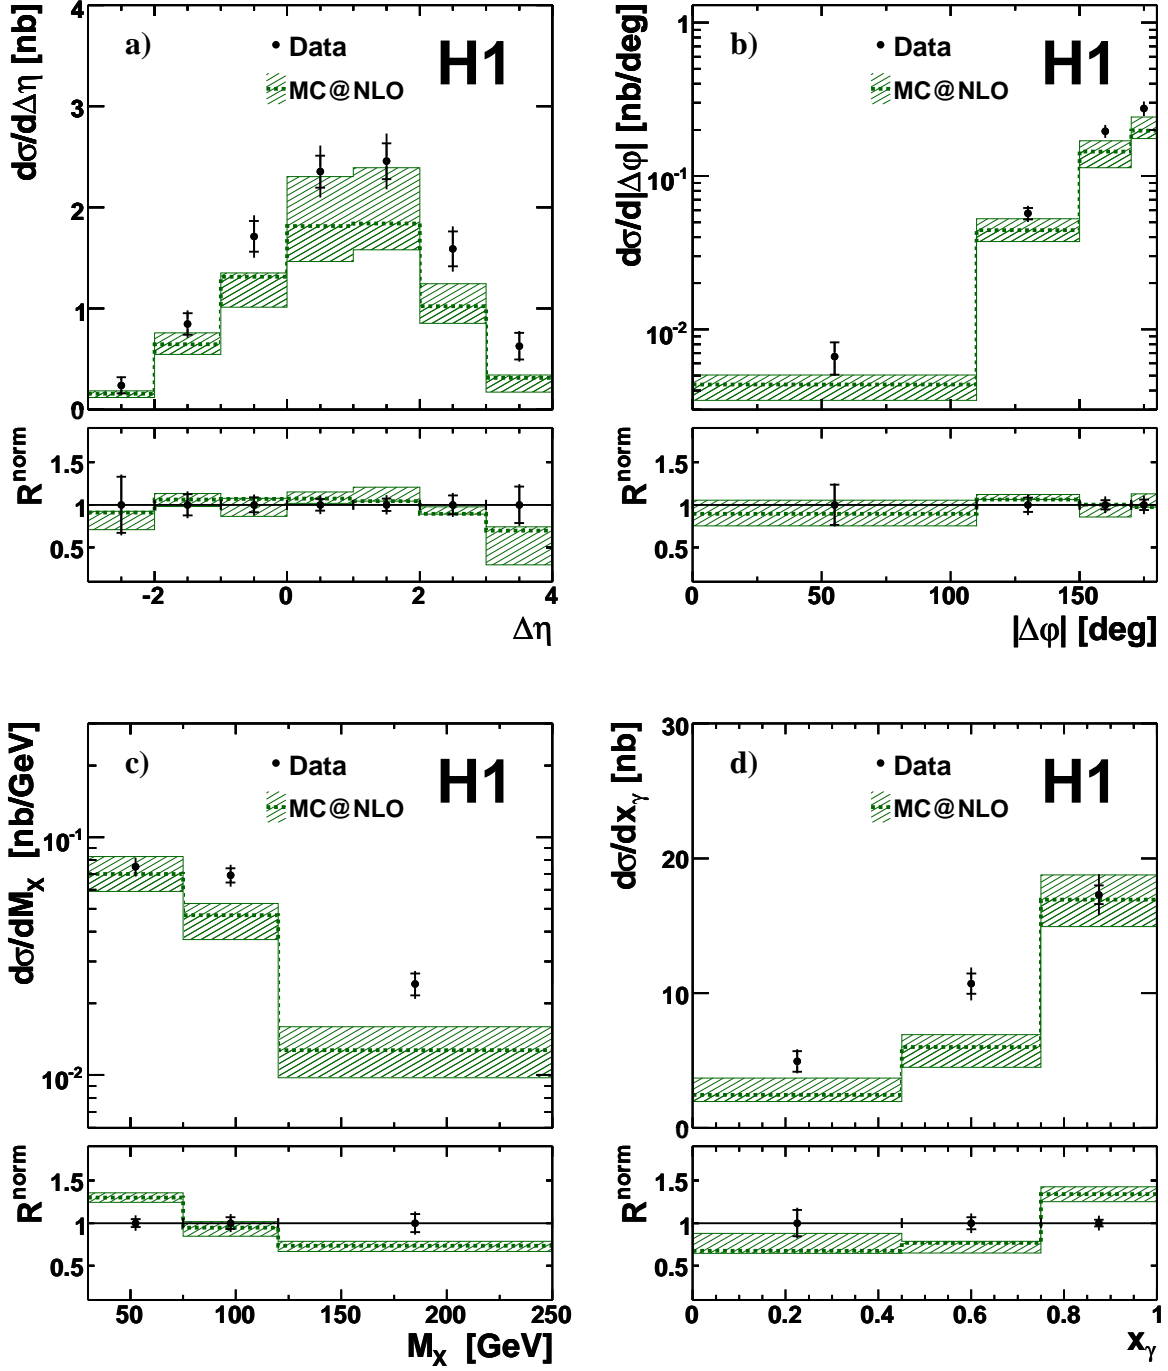 dσ/dΔη [nb]
4
3
2
1
0
a)
Data
MC@NLO
H1
R^norm
1.5
1
0.5
-2 0 2 4
Δη
dσ/d|Δφ| [nb/deg]
1
10^-1
10^-2
b)
Data
MC@NLO
H1
R^norm
1.5
1
0.5
0 50 100 150
|Δφ| [deg]
dσ/dM_X [nb/GeV]
10^-1
10^-2
c)
Data
MC@NLO
H1
R^norm
1.5
1
0.5
50 100 150 200 250
M_X [GeV]
dσ/dx_γ [nb]
30
20
10
0
d)
Data
MC@NLO
H1
R^norm
1.5
1
0.5
0 0.2 0.4 0.6 0.8 1
x_γ